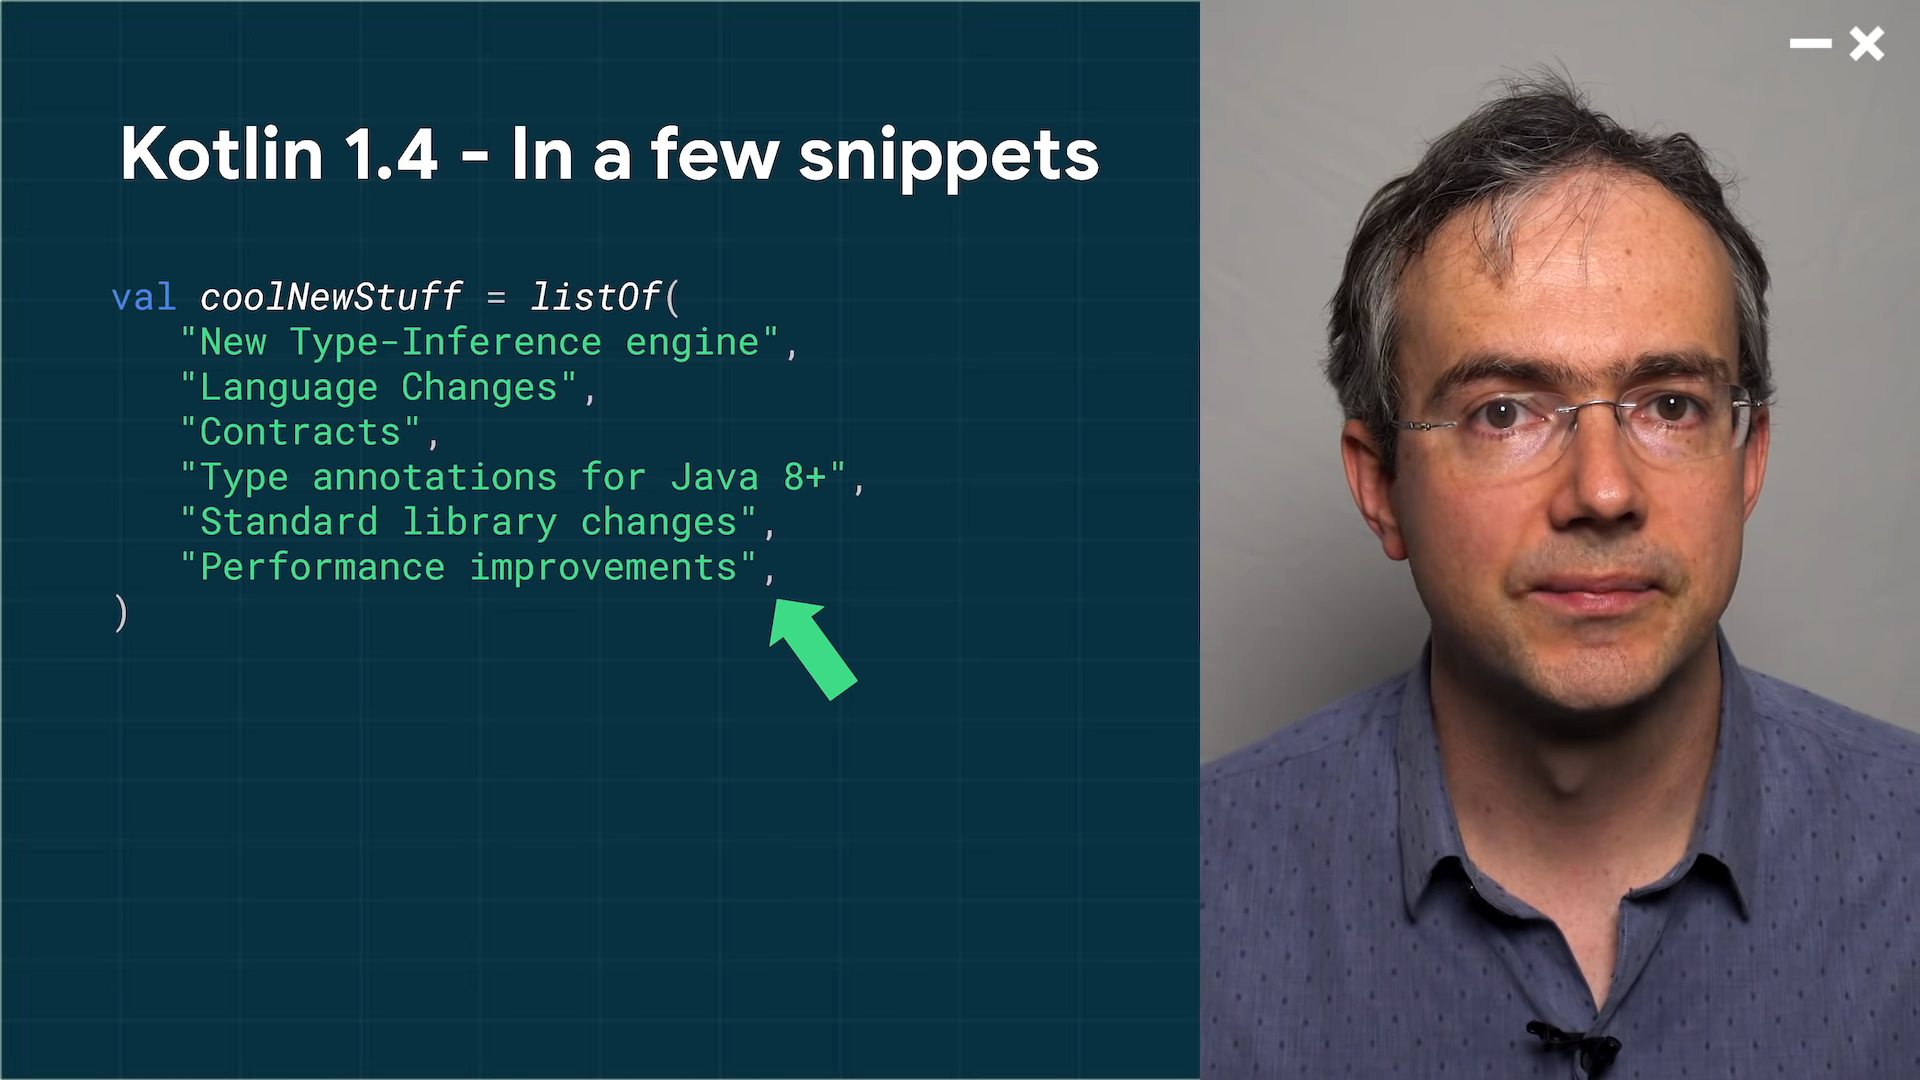 Kotlin 1.4 - In a few snippets
val coolNewStuff = listOf(
"New Type-Inference engine",
"Language Changes",
"Contracts",
"Type annotations for Java 8+",
"Standard library changes",
"Performance improvements",
)